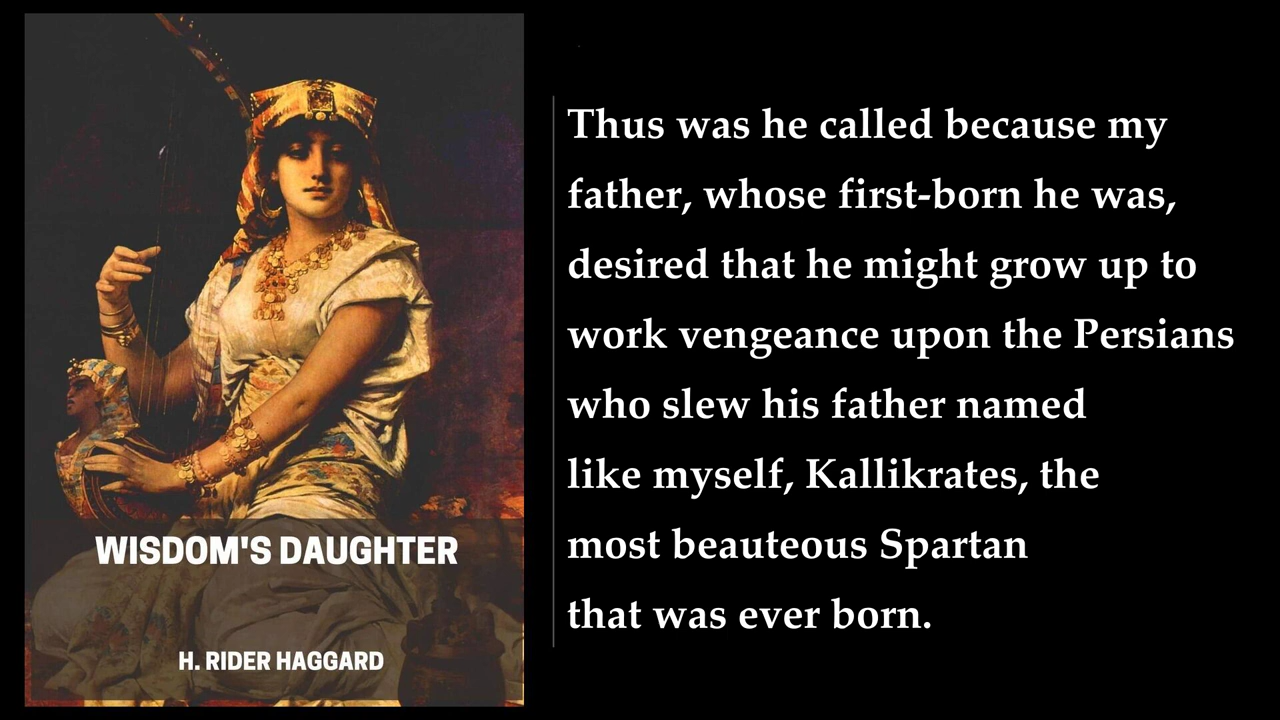 WISDOM'S DAUGHTER
H. RIDER HAGGARD
Thus was he called because my
father, whose first-born he was,
desired that he might grow up to
work vengeance upon the Persians
who slew his father named
like myself, Kallikrates, the
most beauteous Spartan
that was ever born.